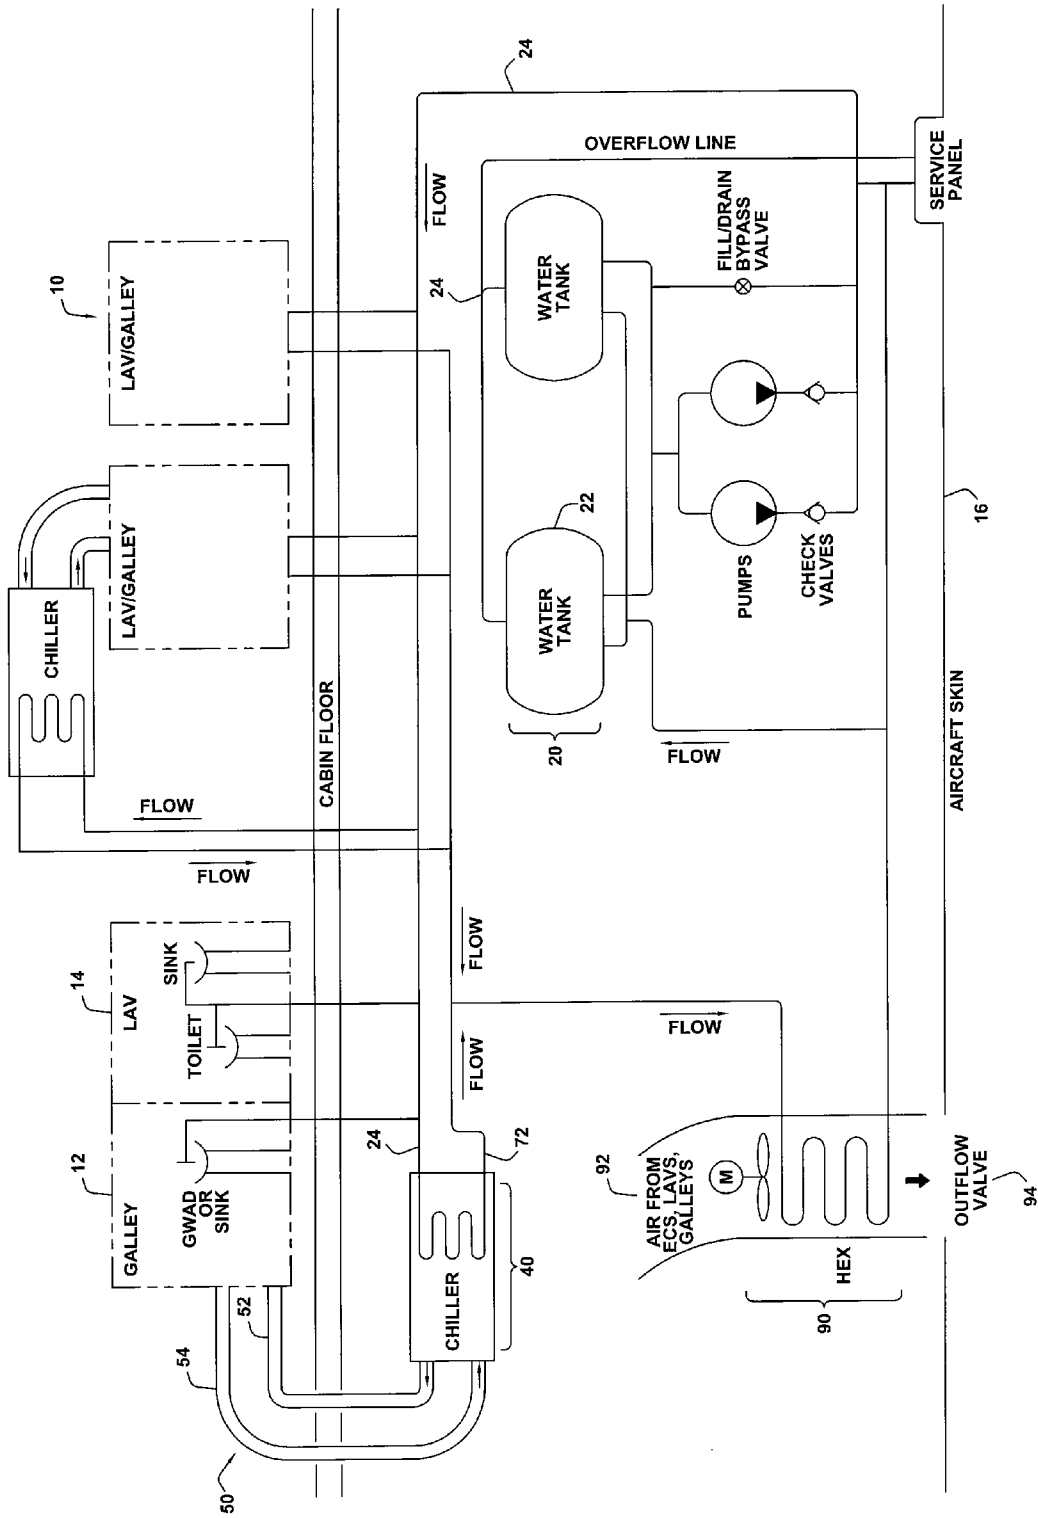 CHILLER
10
12
14
GALLEY
LAV
LAV/GALLEY
LAV/GALLEY
54
GWAD
OR
SINK
TOILET
SINK
FLOW
FLOW
50
52
CABIN FLOOR
24
72
CHILLER
40
FLOW
FLOW
FLOW
24
24
20
WATER
TANK
22
WATER
TANK
OVERFLOW LINE
92
AIR FROM
ECS, LAVS,
GALLEYS
FLOW
FLOW
M
PUMPS
CHECK
VALVES
FILL/DRAIN
BYPASS
VALVE
HEX
90
SERVICE
PANEL
OUTFLOW
VALVE
94
AIRCRAFT SKIN
16